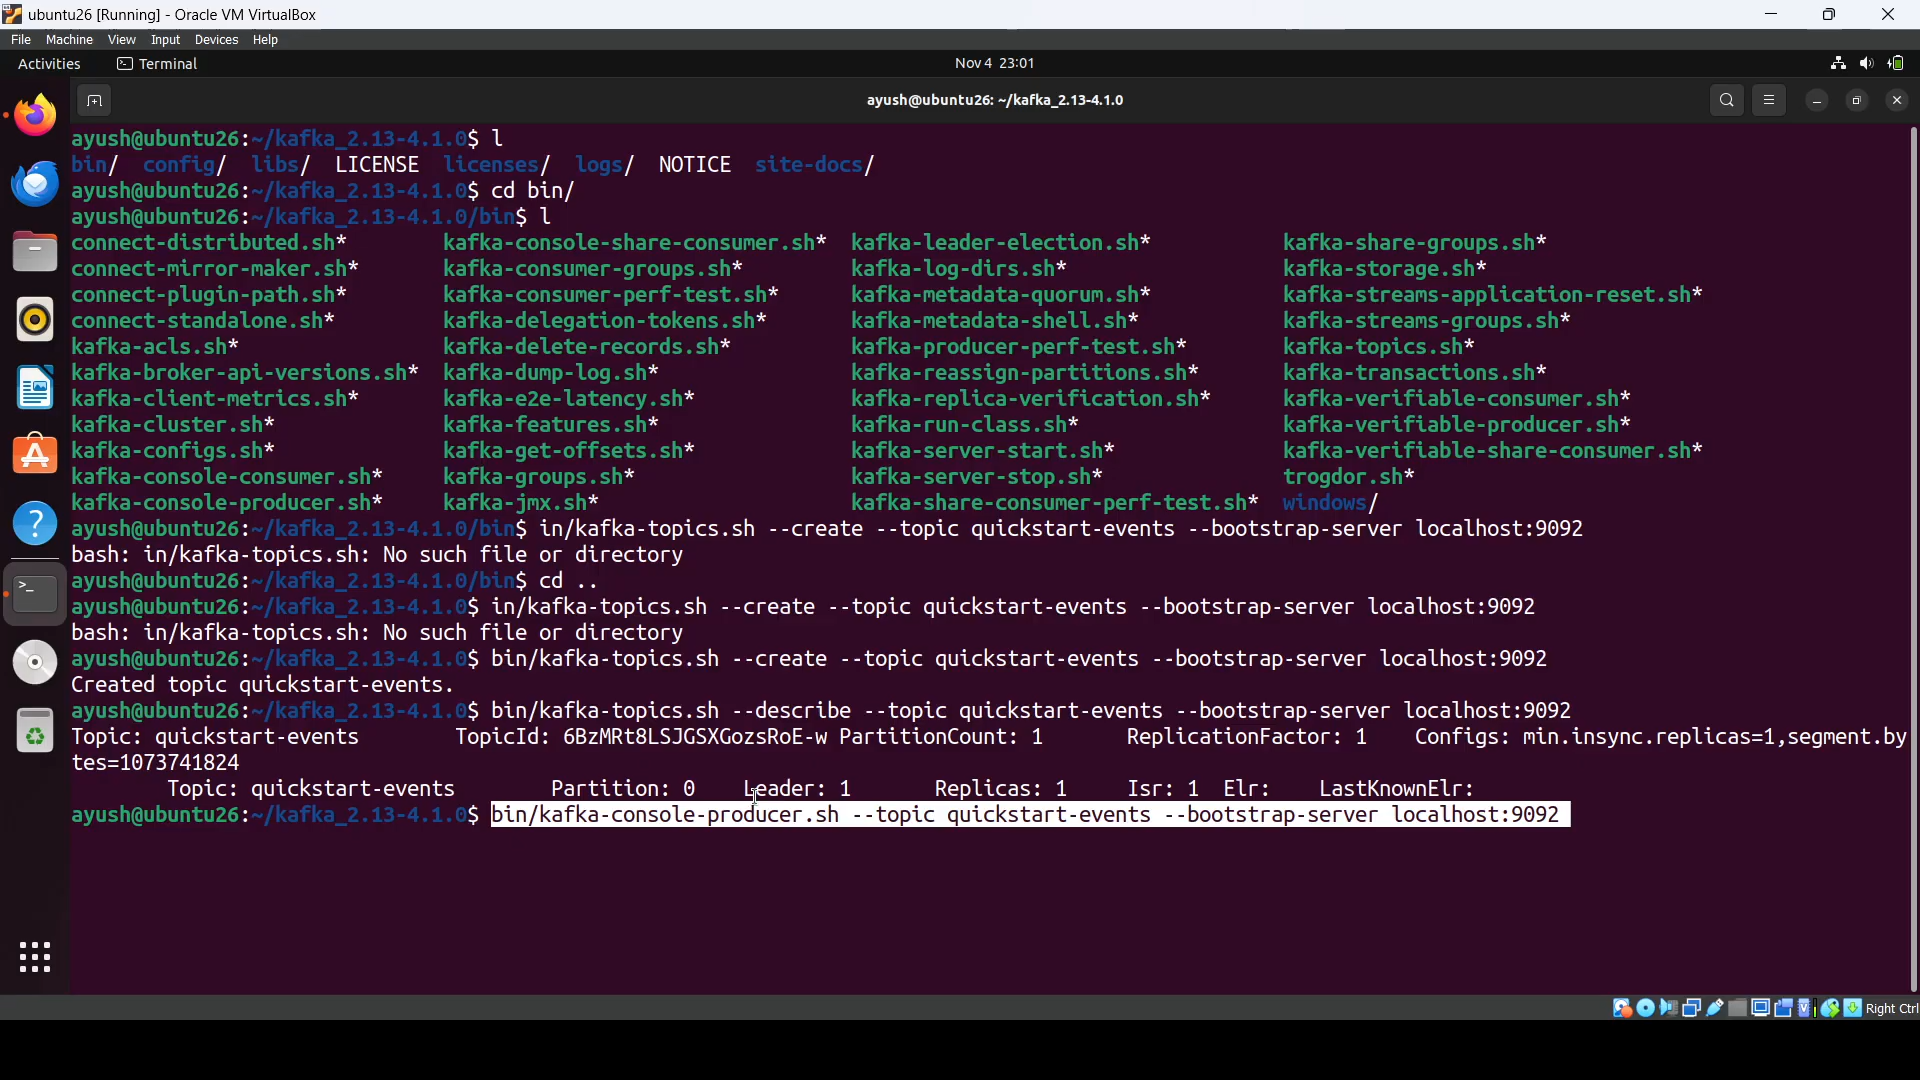 ubuntu26 [Running] - Oracle VM VirtualBox
File Machine View Input Devices Help
Activities Terminal Nov 4 23:01
ayush@ubuntu26: ~/kafka_2.13-4.1.0
ayush@ubuntu26:~/kafka_2.13-4.1.0$ l
bin/ config/ libs/ LICENSE licenses/ logs/ NOTICE site-docs/
ayush@ubuntu26:~/kafka_2.13-4.1.0$ cd bin/
ayush@ubuntu26:~/kafka_2.13-4.1.0/bin$ l
connect-distributed.sh* kafka-console-share-consumer.sh* kafka-leader-election.sh* kafka-share-groups.sh*
connect-mirror-maker.sh* kafka-consumer-groups.sh* kafka-log-dirs.sh* kafka-storage.sh*
connect-plugin-path.sh* kafka-consumer-perf-test.sh* kafka-metadata-quorum.sh* kafka-streams-application-reset.sh*
connect-standalone.sh* kafka-delegation-tokens.sh* kafka-metadata-shell.sh* kafka-streams-groups.sh*
kafka-acls.sh* kafka-delete-records.sh* kafka-producer-perf-test.sh* kafka-topics.sh*
kafka-broker-api-versions.sh* kafka-dump-log.sh* kafka-reassign-partitions.sh* kafka-transactions.sh*
kafka-client-metrics.sh* kafka-e2e-latency.sh* kafka-replica-verification.sh* kafka-verifiable-consumer.sh*
kafka-cluster.sh* kafka-features.sh* kafka-run-class.sh* kafka-verifiable-producer.sh*
kafka-configs.sh* kafka-get-offsets.sh* kafka-server-start.sh* kafka-verifiable-share-consumer.sh*
kafka-console-consumer.sh* kafka-groups.sh* kafka-server-stop.sh* trogdor.sh*
kafka-console-producer.sh* kafka-jmx.sh* kafka-share-consumer-perf-test.sh* windows/
ayush@ubuntu26:~/kafka_2.13-4.1.0/bin$ in/kafka-topics.sh --create --topic quickstart-events --bootstrap-server localhost:9092
bash: in/kafka-topics.sh: No such file or directory
ayush@ubuntu26:~/kafka_2.13-4.1.0/bin$ cd ..
ayush@ubuntu26:~/kafka_2.13-4.1.0$ in/kafka-topics.sh --create --topic quickstart-events --bootstrap-server localhost:9092
bash: in/kafka-topics.sh: No such file or directory
ayush@ubuntu26:~/kafka_2.13-4.1.0$ bin/kafka-topics.sh --create --topic quickstart-events --bootstrap-server localhost:9092
Created topic quickstart-events.
ayush@ubuntu26:~/kafka_2.13-4.1.0$ bin/kafka-topics.sh --describe --topic quickstart-events --bootstrap-server localhost:9092
Topic: quickstart-events TopicId: 6BzMRt8LSJGSXGozsRoE-w PartitionCount: 1 ReplicationFactor: 1 Configs: min.insync.replicas=1,segment.by
tes=1073741824
Topic: quickstart-events Partition: 0 Leader: 1 Replicas: 1 Isr: 1 Elr: LastKnownElr:
ayush@ubuntu26:~/kafka_2.13-4.1.0$ bin/kafka-console-producer.sh --topic quickstart-events --bootstrap-server localhost:9092
Right Ctrl